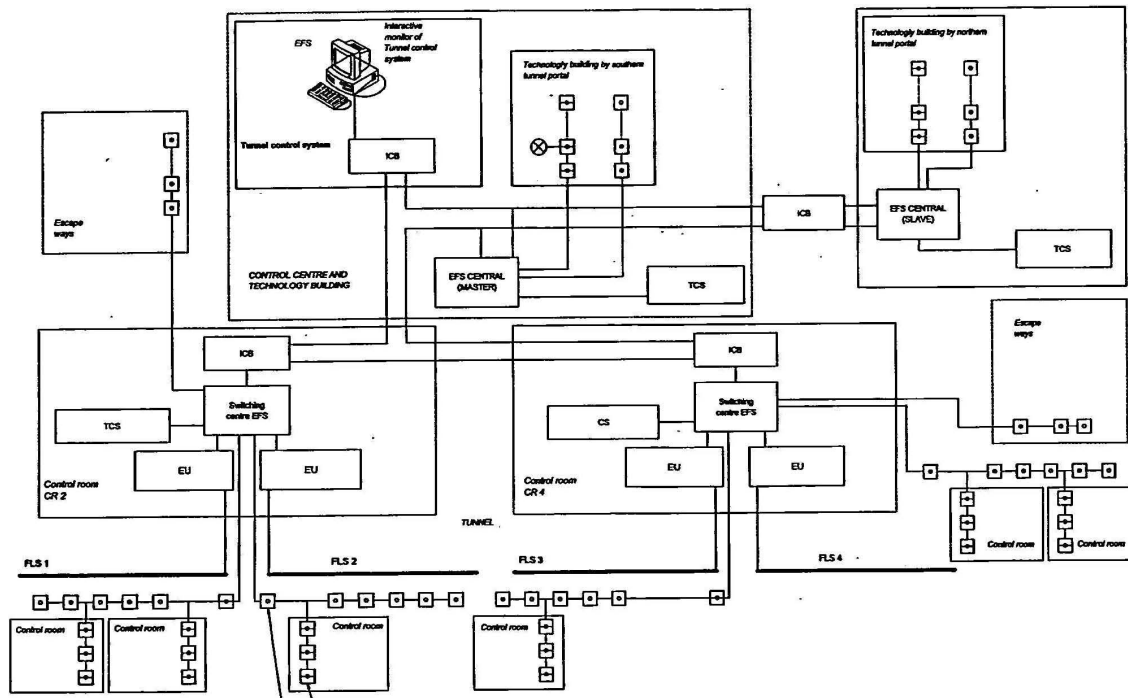 EFS
Interactive
monitor of
Tunnel control
system
Tunnel control system
ICB
Technology building by southern
tunnel portal
Technology building by northern
tunnel portal
Escape
ways
CONTROL CENTRE AND
TECHNOLOGY BUILDING
EFS CENTRAL
(MASTER)
TCS
ICB
EFS CENTRAL
(SLAVE)
TCS
Escape
ways
ICB
Switching
centre EFS
TCS
EU
EU
Control room
CR 2
ICB
Switching
centre EFS
CS
EU
EU
Control room
CR 4
TUNNEL
FLS 1
FLS 2
FLS 3
FLS 4
Control room
Control room
Control room
Control room
Control room
Control room